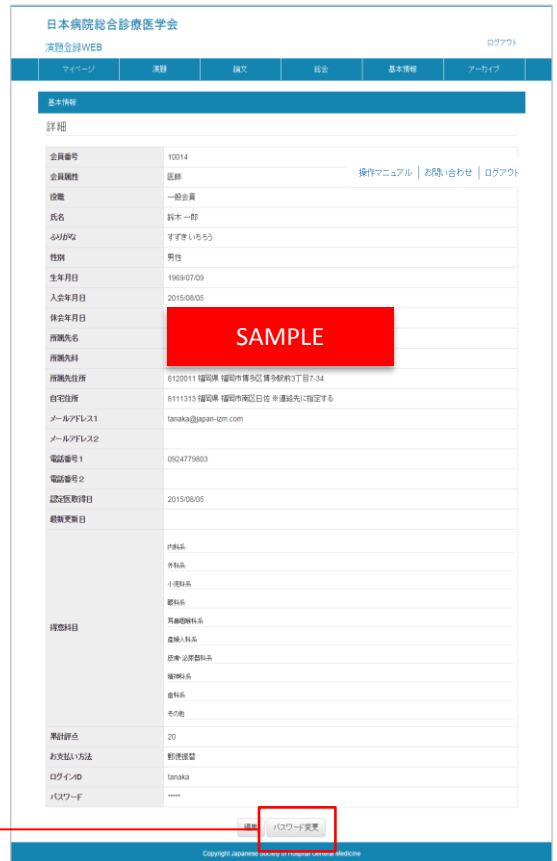 日本病院総合診療医学会
演題登録WEB
ログアウト
マイページ 演題 論文 総会 基本情報 アーカイブ
基本情報
詳細
操作マニュアル | お問い合わせ | ログアウト
会員番号 10014
会員属性 医師
役職 一般会員
氏名 鈴木 一郎
ふりがな すずき いちろう
性別 男性
生年月日 1969/07/09
入会年月日 2015/08/05
休会年月日
所属先名
SAMPLE
所属先科
所属先住所 8120011 福岡県 福岡市博多区博多駅前3丁目7-34
自宅住所 8111313 福岡県 福岡市南区日佐 ※連絡先に指定する
メールアドレス1 tanaka@japan-izm.com
メールアドレス2
電話番号1 0924779803
電話番号2
認定医取得日 2015/08/05
最新更新日
得意科目
内科系
外科系
小児科系
眼科系
耳鼻咽喉科系
産婦人科系
皮膚・泌尿器科系
精神科系
歯科系
その他
累計評点 20
お支払い方法 郵便振替
ログインID tanaka
パスワード *****
編集 パスワード変更
Copyright Japanese Society of Hospital General Medicine